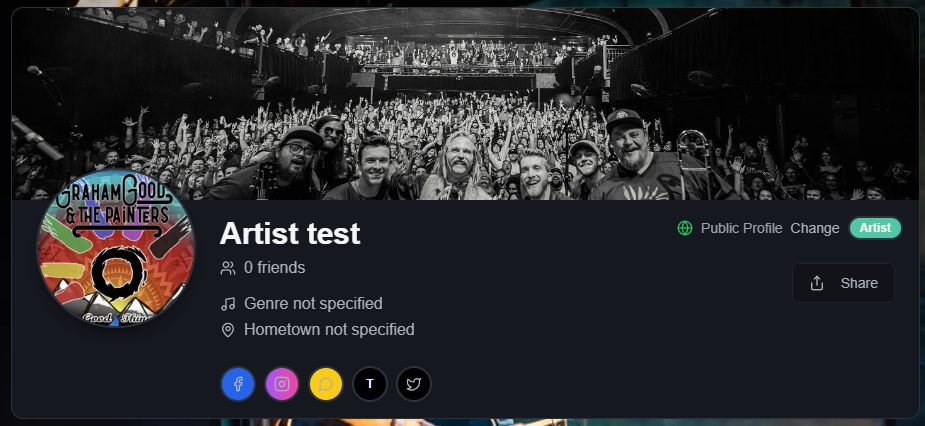 GRAHAM GOOD
& THE PAINTERS
Good Things
Artist test
0 friends
Genre not specified
Hometown not specified
Public Profile Change Artist
Share
T